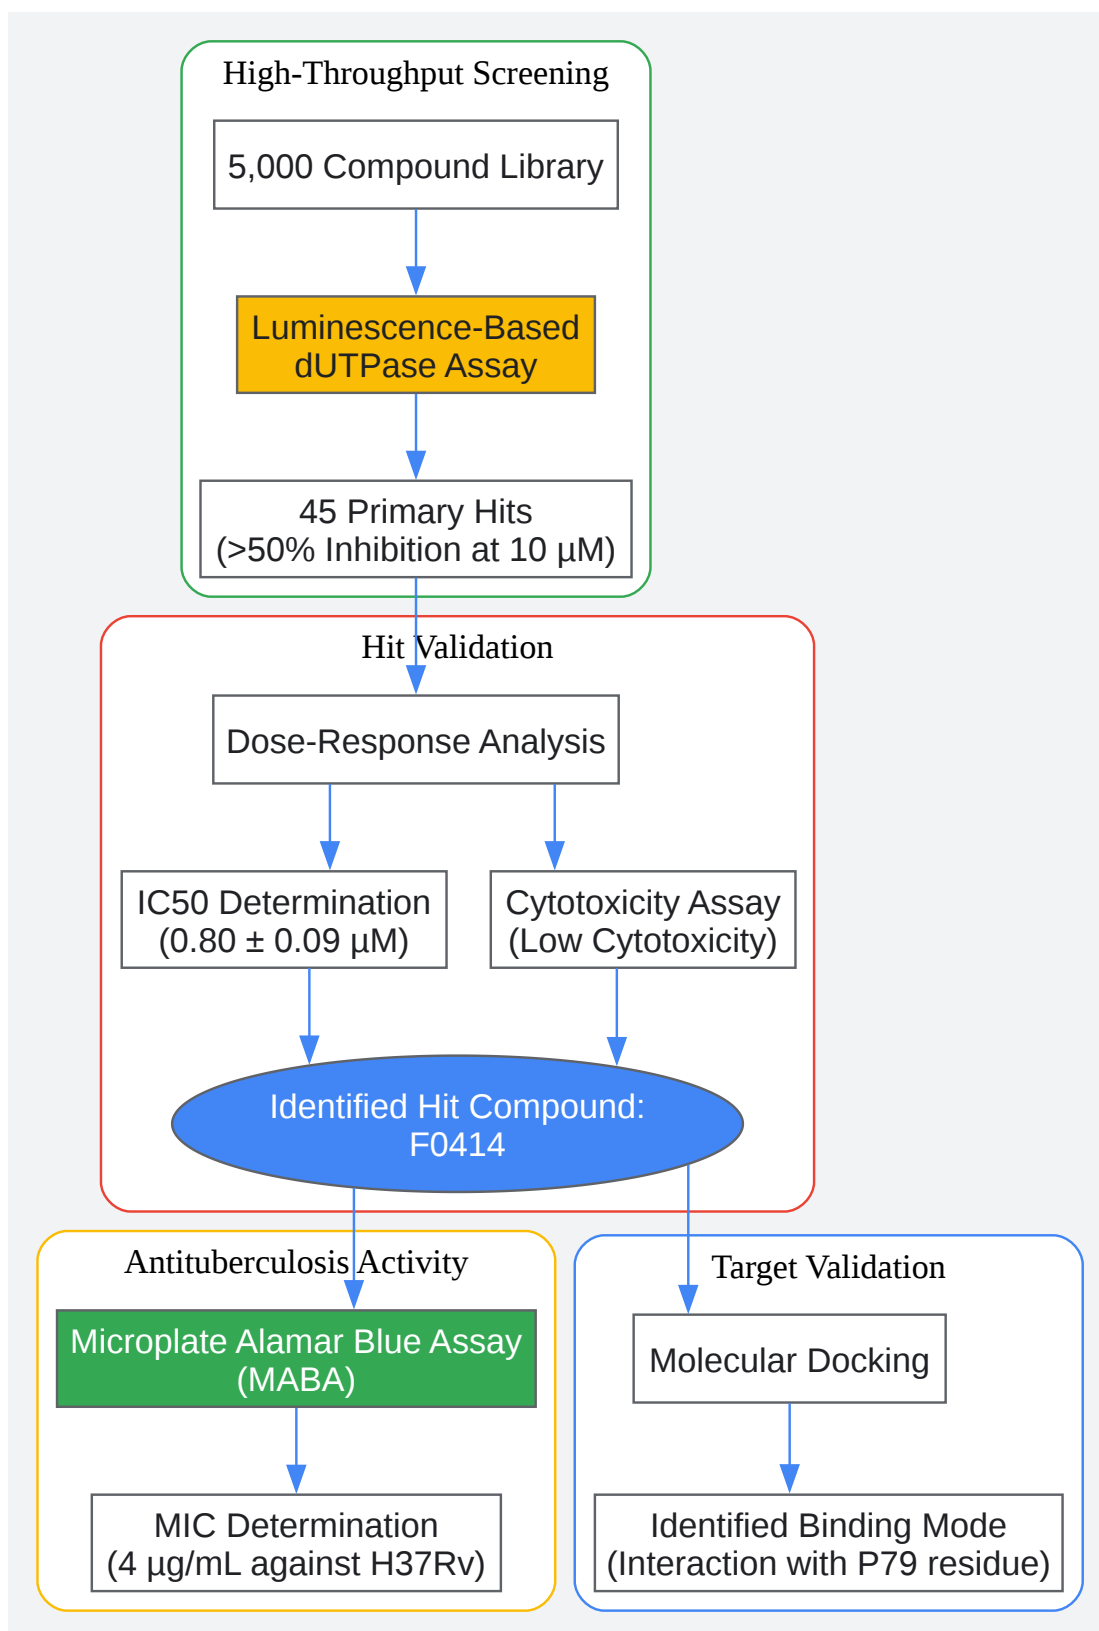 High-Throughput Screening
5,000 Compound Library
Luminescence-Based
dUTPase Assay
45 Primary Hits
(>50% Inhibition at 10 µM)
Hit Validation
Dose-Response Analysis
IC50 Determination
(0.80 ± 0.09 µM)
Cytotoxicity Assay
(Low Cytotoxicity)
Identified Hit Compound:
F0414
Antituberculosis Activity
Microplate Alamar Blue Assay
(MABA)
MIC Determination
(4 µg/mL against H37Rv)
Target Validation
Molecular Docking
Identified Binding Mode
(Interaction with P79 residue)